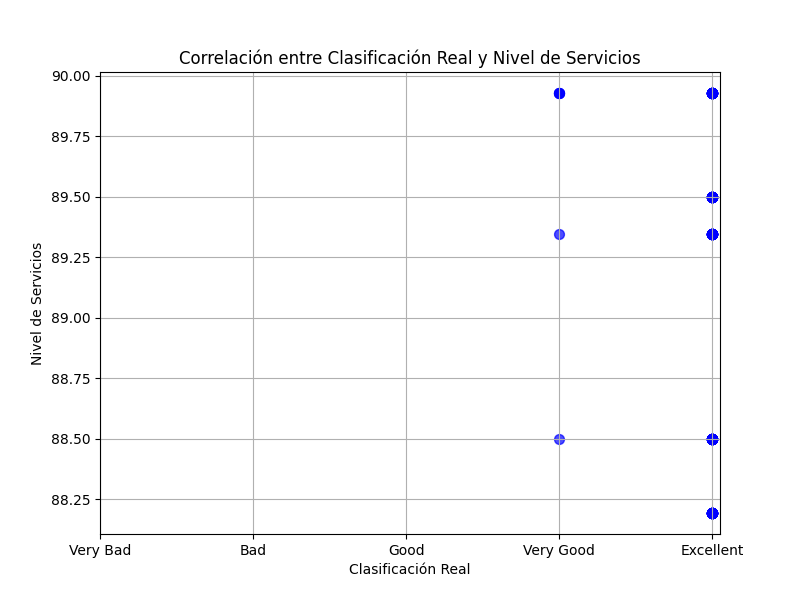 Correlación entre Clasificación Real y Nivel de Servicios
90.00
89.75
89.50
89.25
89.00
88.75
88.50
88.25
Nivel de Servicios
Very Bad
Bad
Good
Very Good
Excellent
Clasificación Real